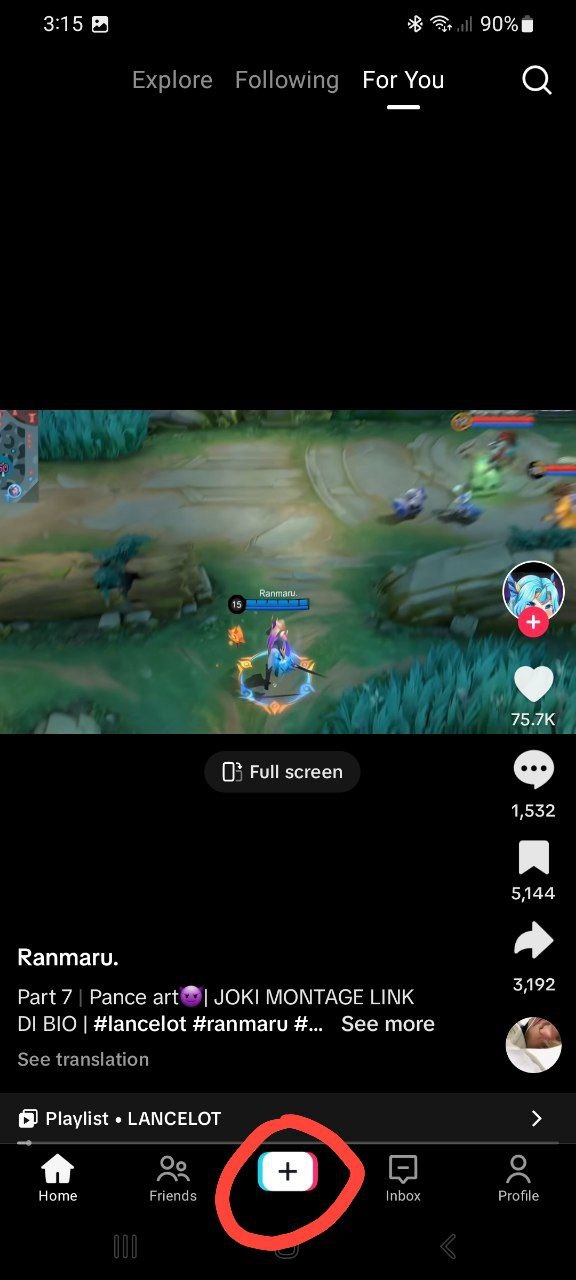 3:15 90%
Explore Following For You
Ranmaru.
15
Full screen
75.7K
1,532
5,144
3,192
Ranmaru.
Part 7 | Pance art😈| JOKI MONTAGE LINK
DI BIO | #lancelot #ranmaru #... See more
See translation
Playlist • LANCELOT
Home Friends Inbox Profile